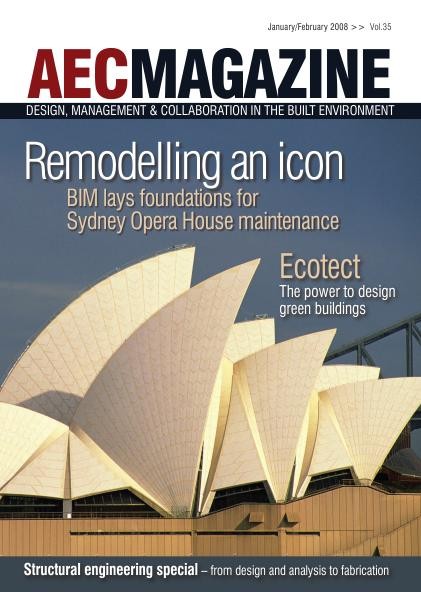 January/February 2008 >> Vol.35
AECMAGAZINE
DESIGN, MANAGEMENT & COLLABORATION IN THE BUILT ENVIRONMENT
Remodelling an icon
BIM lays foundations for
Sydney Opera House maintenance
Ecotect
The power to design
green buildings
Structural engineering special – from design and analysis to fabrication